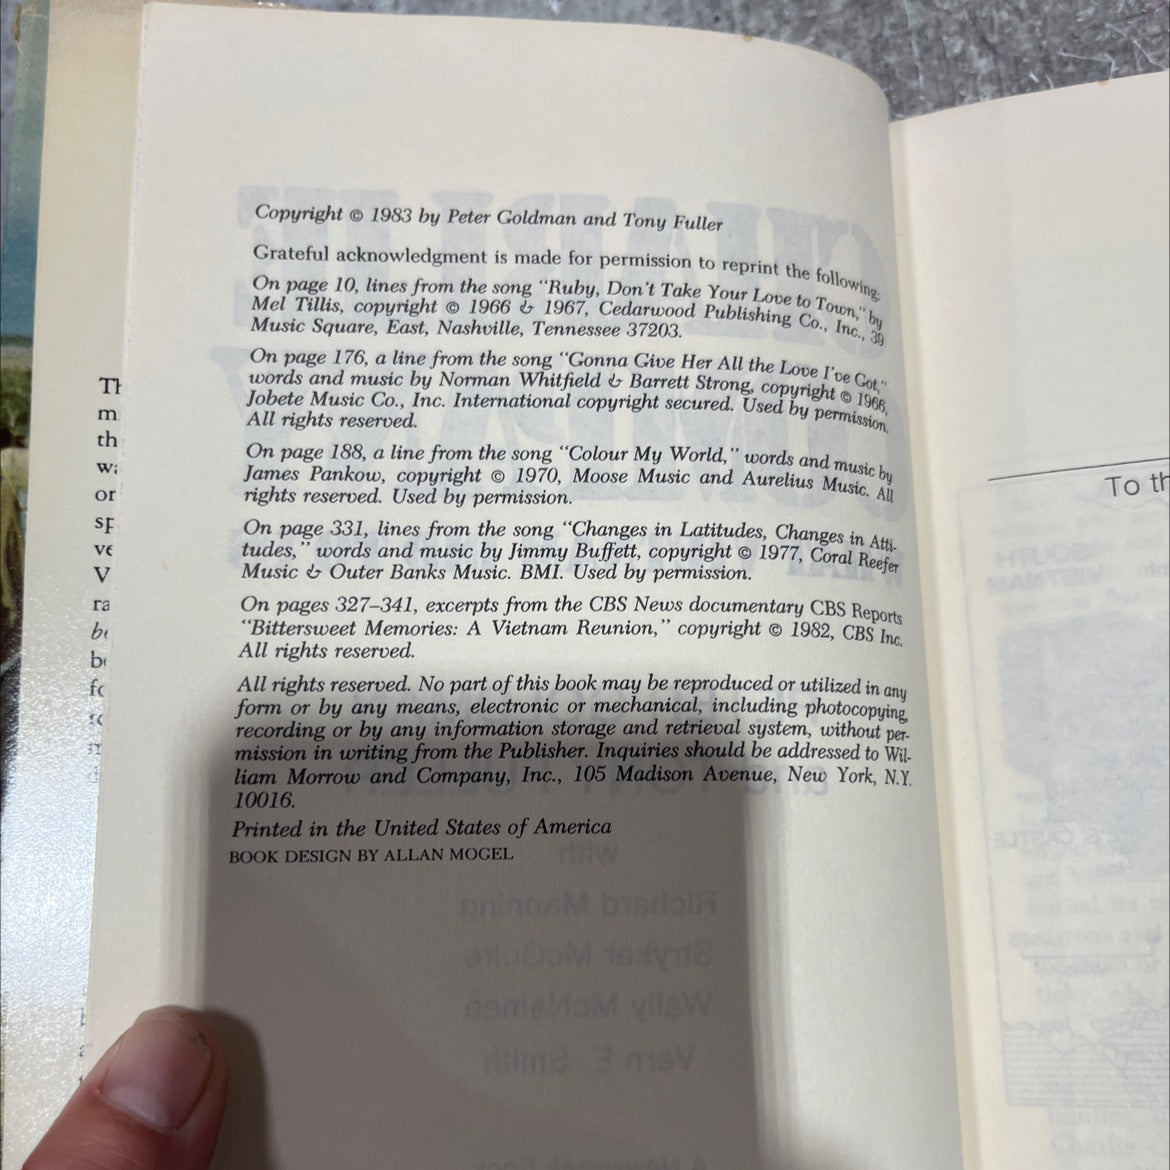 Copyright © 1983 by Peter Goldman and Tony Fuller
Grateful acknowledgment is made for permission to reprint the following:
On page 10, lines from the song "Ruby, Don't Take Your Love to Town," by
Mel Tillis, copyright © 1966 & 1967, Cedarwood Publishing Co., Inc., 39
Music Square, East, Nashville, Tennessee 37203.
On page 176, a line from the song "Gonna Give Her All the Love I've Got,"
words and music by Norman Whitfield & Barrett Strong, copyright © 1966,
Jobete Music Co., Inc. International copyright secured. Used by permission.
All rights reserved.
On page 188, a line from the song "Colour My World," words and music by
James Pankow, copyright © 1970, Moose Music and Aurelius Music. All
rights reserved. Used by permission.
On page 331, lines from the song "Changes in Latitudes, Changes in Atti-
tudes," words and music by Jimmy Buffett, copyright © 1977, Coral Reefer
Music & Outer Banks Music. BMI. Used by permission.
On pages 327–341, excerpts from the CBS News documentary CBS Reports
"Bittersweet Memories: A Vietnam Reunion," copyright © 1982, CBS Inc.
All rights reserved.
All rights reserved. No part of this book may be reproduced or utilized in any
form or by any means, electronic or mechanical, including photocopying,
recording or by any information storage and retrieval system, without per-
mission in writing from the Publisher. Inquiries should be addressed to Wil-
liam Morrow and Company, Inc., 105 Madison Avenue, New York, N.Y.
10016.
Printed in the United States of America
BOOK DESIGN BY ALLAN MOGEL
with
Richard Manning
Stryker McGuire
Wally McNamee
Vern E. Smith
To th